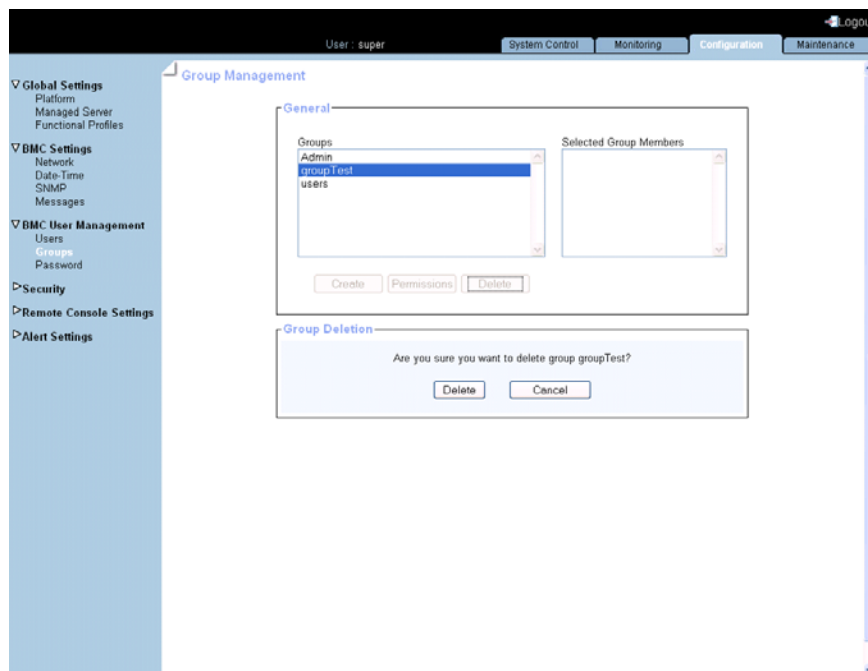 Logou
User : super
System Control
Monitoring
Configuration
Maintenance
Global Settings
Platform
Managed Server
Functional Profiles
BMC Settings
Network
Date-Time
SNMP
Messages
BMC User Management
Users
Groups
Password
Security
Remote Console Settings
Alert Settings
Group Management
General
Groups
Admin
groupTest
users
Selected Group Members
Create
Permissions
Delete
Group Deletion
Are you sure you want to delete group groupTest?
Delete
Cancel